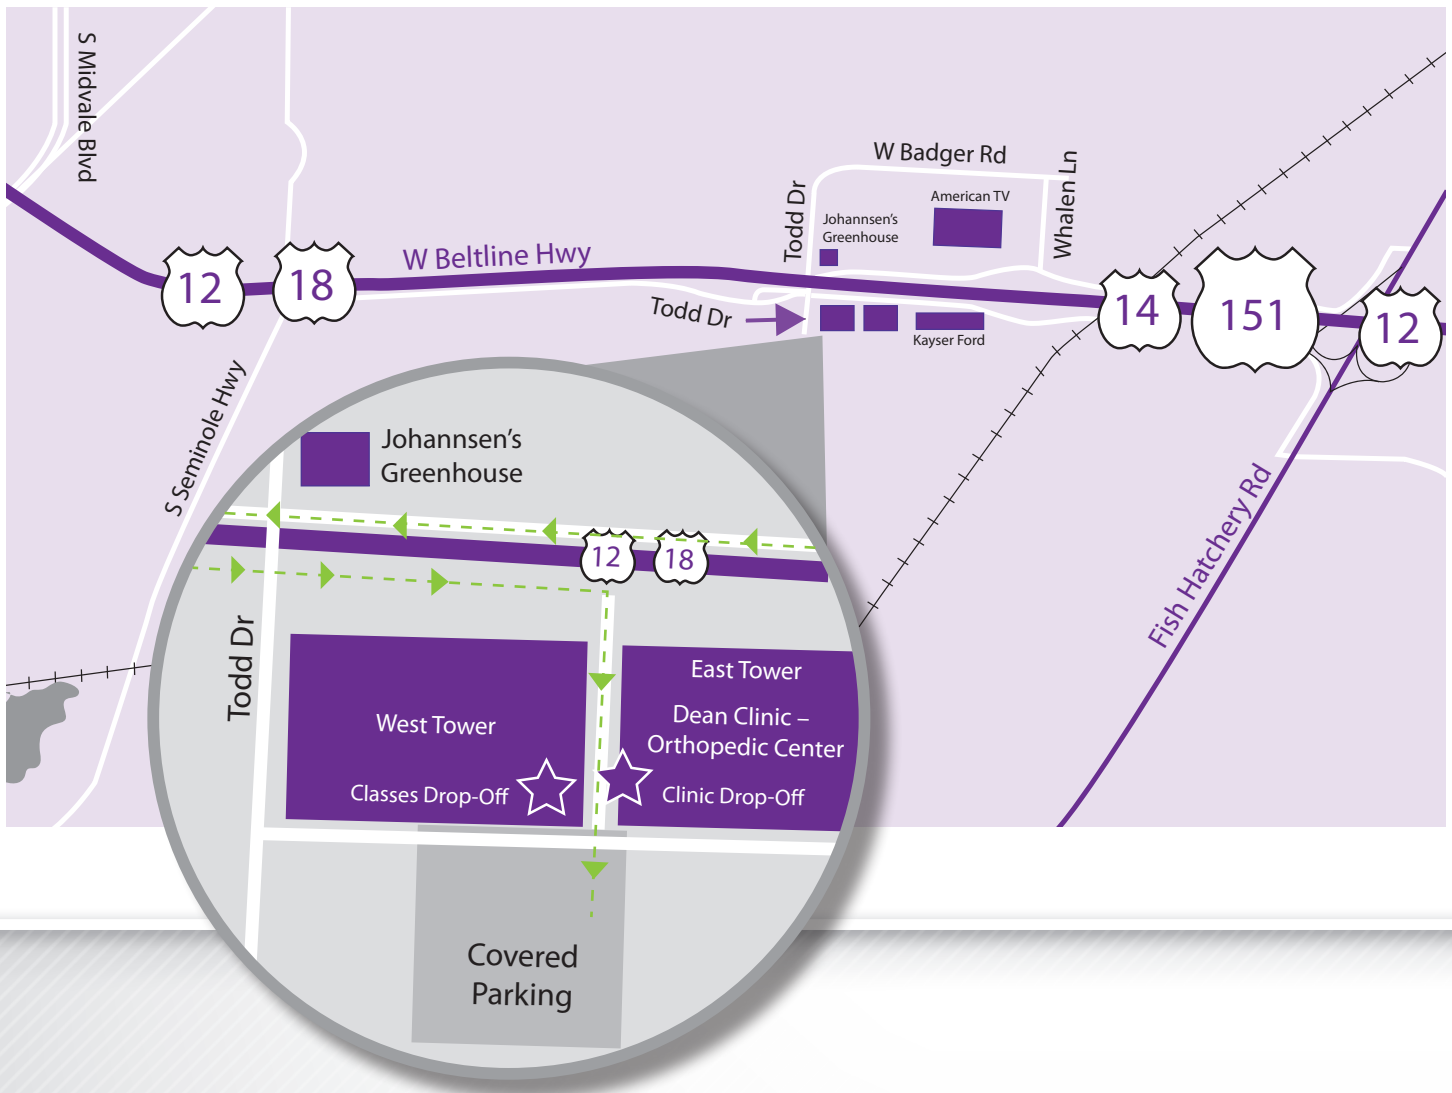 S Midvale Blvd
W Badger Rd
Whalen Ln
American TV
Todd Dr
Johannsen's
Greenhouse
W Beltline Hwy
12
18
14
151
12
Todd Dr
Kayser Ford
S Seminole Hwy
Fish Hatchery Rd
Johannsen's
Greenhouse
12
18
Todd Dr
West Tower
Classes Drop-Off
East Tower
Dean Clinic –
Orthopedic Center
Clinic Drop-Off
Covered
Parking